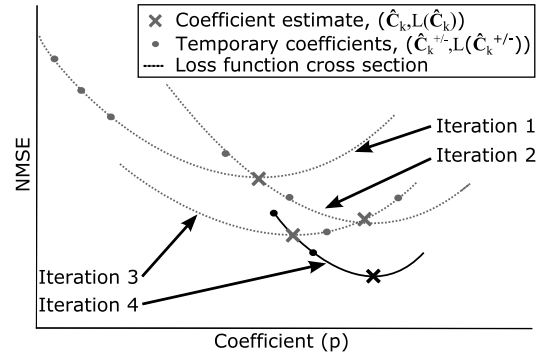 Coefficient estimate, (Ĉₖ,L(Ĉₖ))
Temporary coefficients, (Ĉₖ⁺/⁻,L(Ĉₖ⁺/⁻))
Loss function cross section
NMSE
Iteration 1
Iteration 2
Iteration 3
Iteration 4
Coefficient (p)